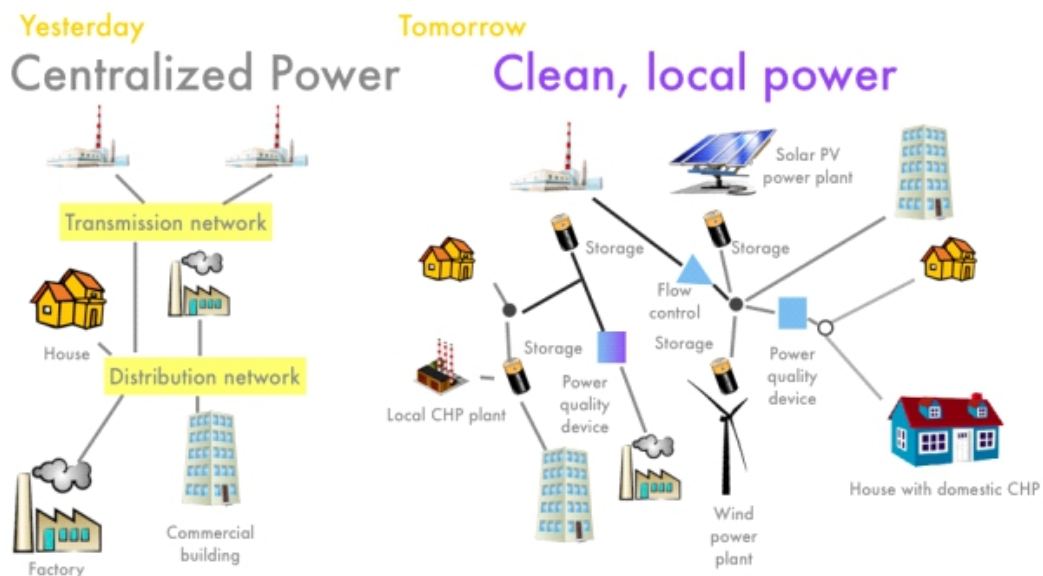 Yesterday
Centralized Power
Transmission network
House
Distribution network
Commercial
building
Factory
Tomorrow
Clean, local power
Solar PV
power plant
Storage
Storage
Flow
control
Storage
Storage
Power
quality
device
Power
quality
device
Local CHP plant
House with domestic CHP
Wind
power
plant